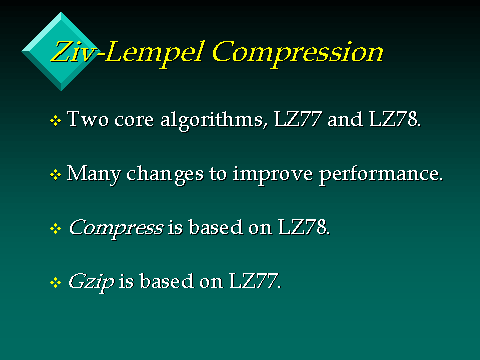 Ziv-Lempel Compression
Two core algorithms, LZ77 and LZ78.
Many changes to improve performance.
Compress is based on LZ78.
Gzip is based on LZ77.